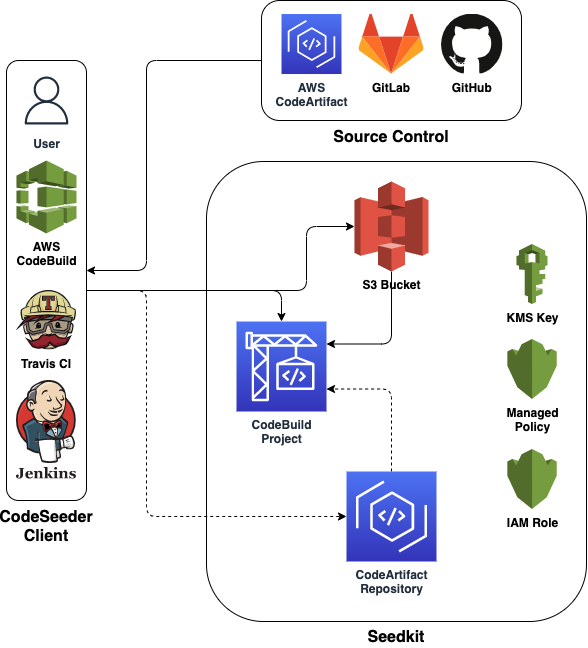 AWS
CodeArtifact
GitLab
GitHub
Source Control
User
AWS
CodeBuild
T
Travis CI
Jenkins
CodeSeeder
Client
S3 Bucket
CodeBuild
Project
CodeArtifact
Repository
KMS Key
Managed
Policy
IAM Role
Seedkit